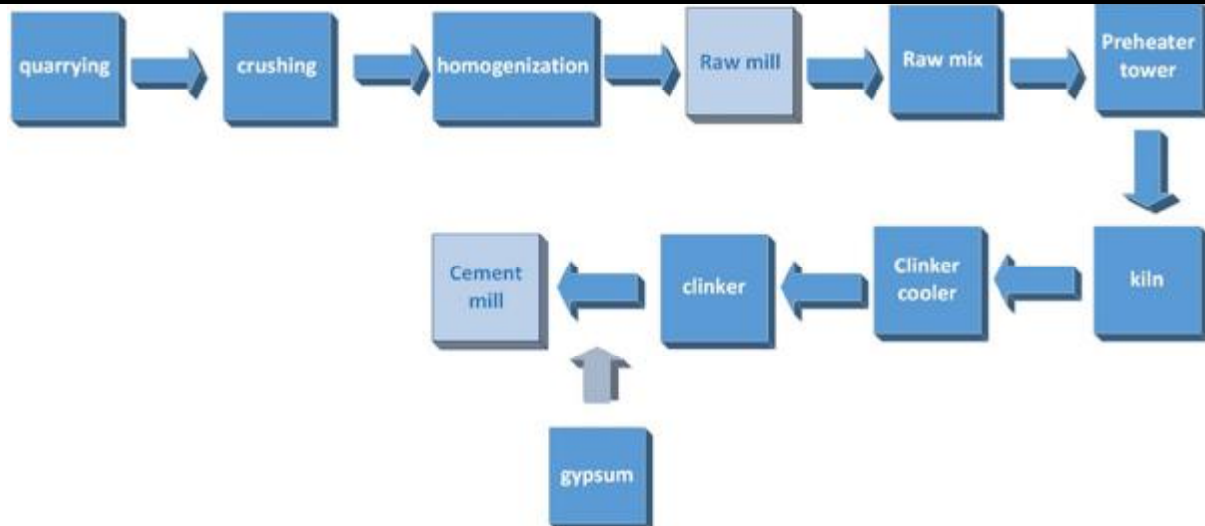 quarrying
crushing
homogenization
Raw mill
Raw mix
Preheater
tower
kiln
Clinker
cooler
clinker
Cement
mill
gypsum